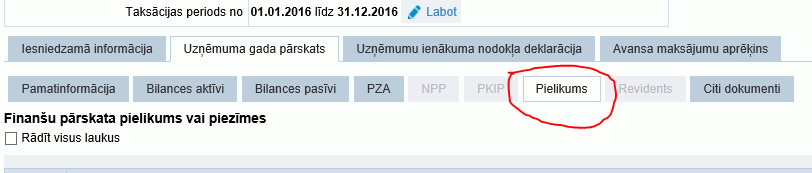 Taksācijas periods no 01.01.2016 līdz 31.12.2016 Labot
Iesniedzamā informācija Uzņēmuma gada pārskats Uzņēmumu ienākuma nodokļa deklarācija Avansa maksājumu aprēķins
Pamatinformācija Bilances aktīvi Bilances pasīvi PZA NPP PKIP Pielikums Revidents Citi dokumenti
Finanšu pārskata pielikums vai piezīmes
Rādīt visus laukus